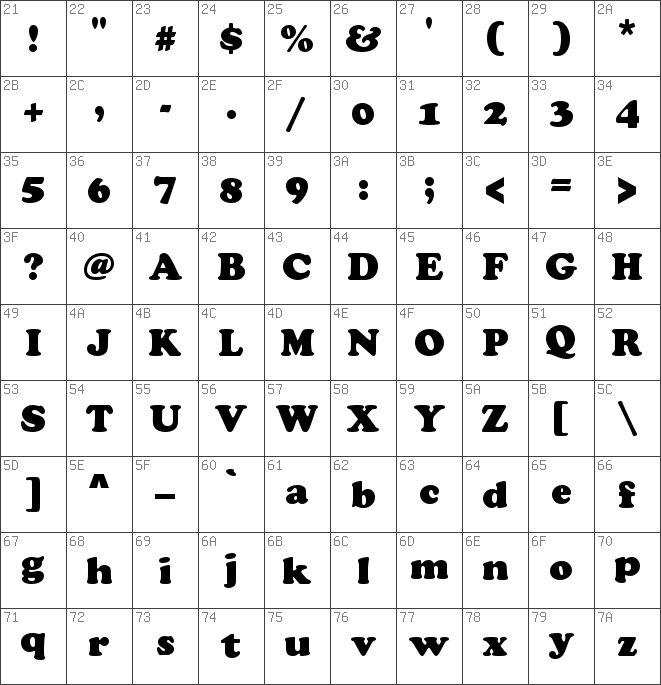 21 22 23 24 25 26 27 28 29 2A
! " # $ % & ' ( ) *
2B 2C 2D 2E 2F 30 31 32 33 34
+ , - . / 0 1 2 3 4
35 36 37 38 39 3A 3B 3C 3D 3E
5 6 7 8 9 : ; < = >
3F 40 41 42 43 44 45 46 47 48
? @ A B C D E F G H
49 4A 4B 4C 4D 4E 4F 50 51 52
I J K L M N O P Q R
53 54 55 56 57 58 59 5A 5B 5C
S T U V W X Y Z [ \
5D 5E 5F 60 61 62 63 64 65 66
] ^ _ ` a b c d e f
67 68 69 6A 6B 6C 6D 6E 6F 70
g h i j k l m n o p
71 72 73 74 75 76 77 78 79 7A
q r s t u v w x y z